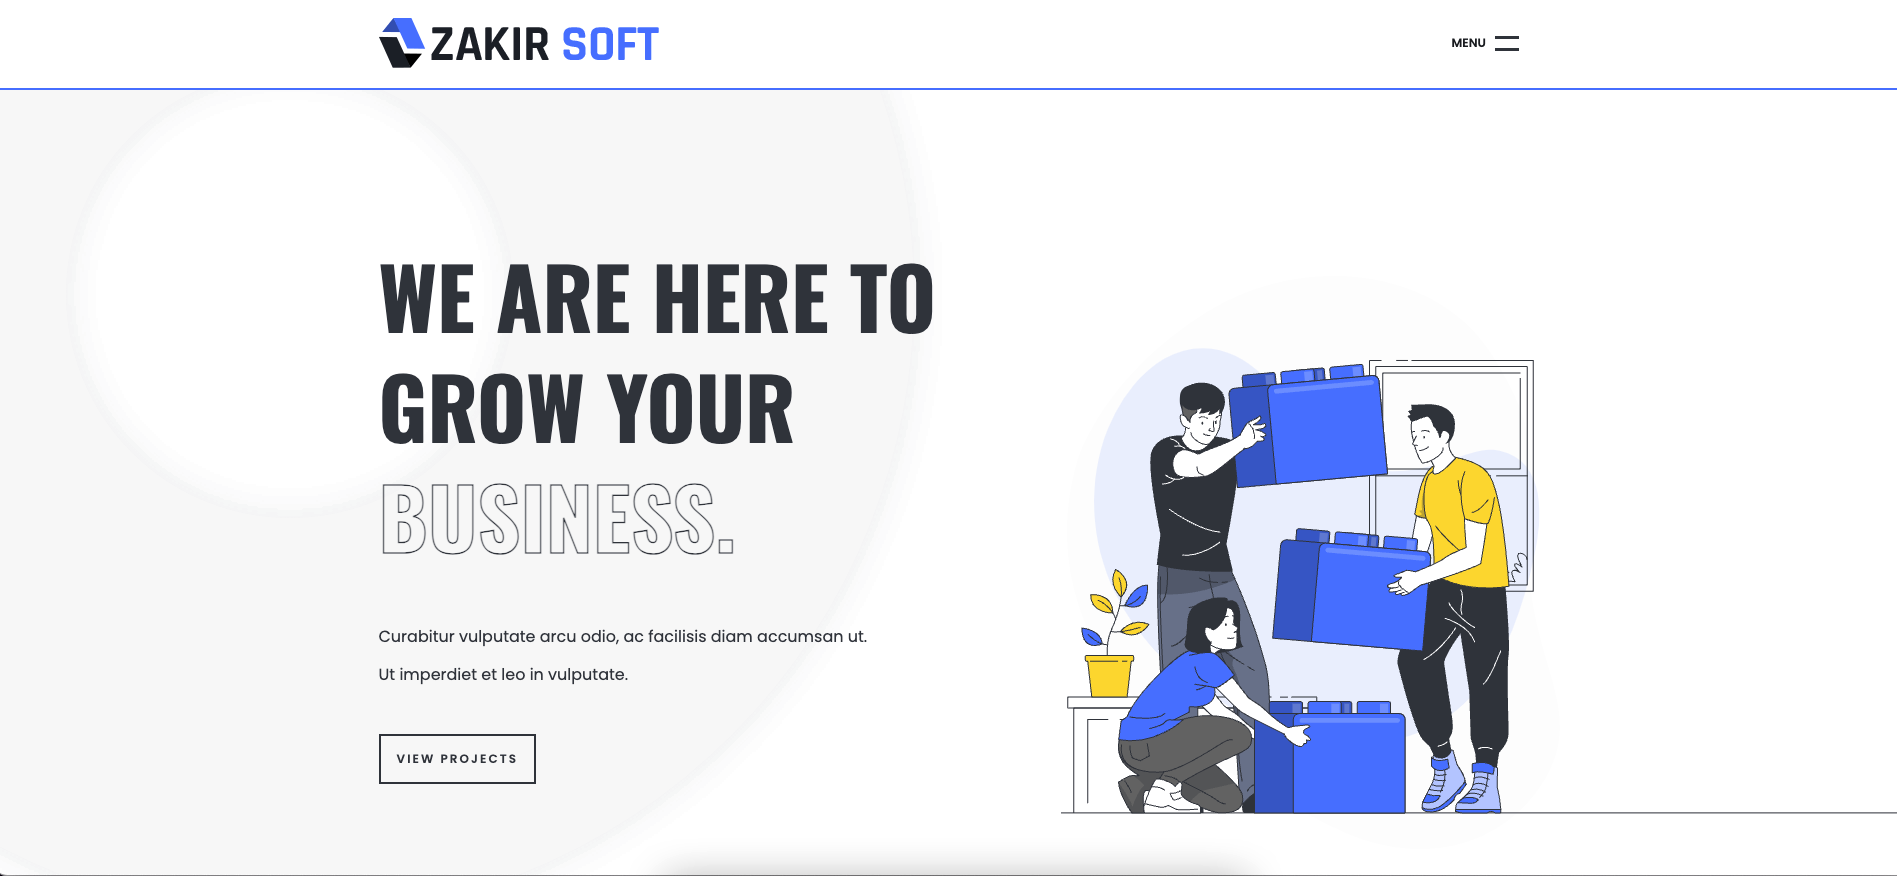 ZAKIR SOFT
MENU
WE ARE HERE TO
GROW YOUR
BUSINESS.
Curabitur vulputate arcu odio, ac facilisis diam accumsan ut.
Ut imperdiet et leo in vulputate.
VIEW PROJECTS